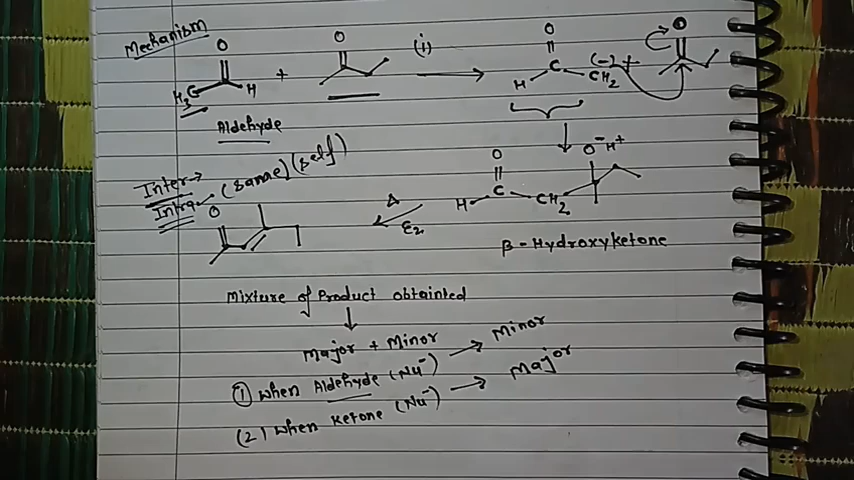 Mechanism
O O (i) O O
H3C H + H C CH2 (-) +
Aldehyde
Inter→ (Same) (self)
Intra
O O O- H+
Δ H C CH2
E2
β-Hydroxyketone
Mixture of Product obtainted
Major + Minor
① When Aldehyde (Nu-) → Minor
(2) When Ketone (Nu-) → Major